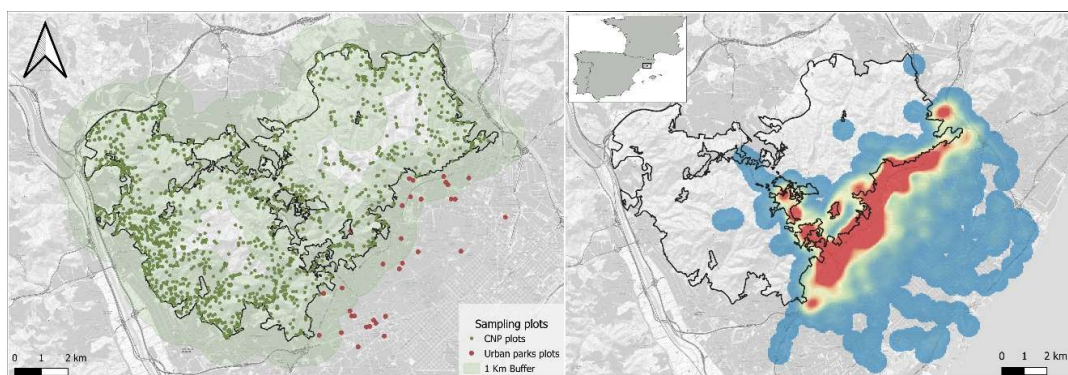 Sampling plots
CNP plots
Urban parks plots
1 Km Buffer
0 1 2 km
0 1 2 km